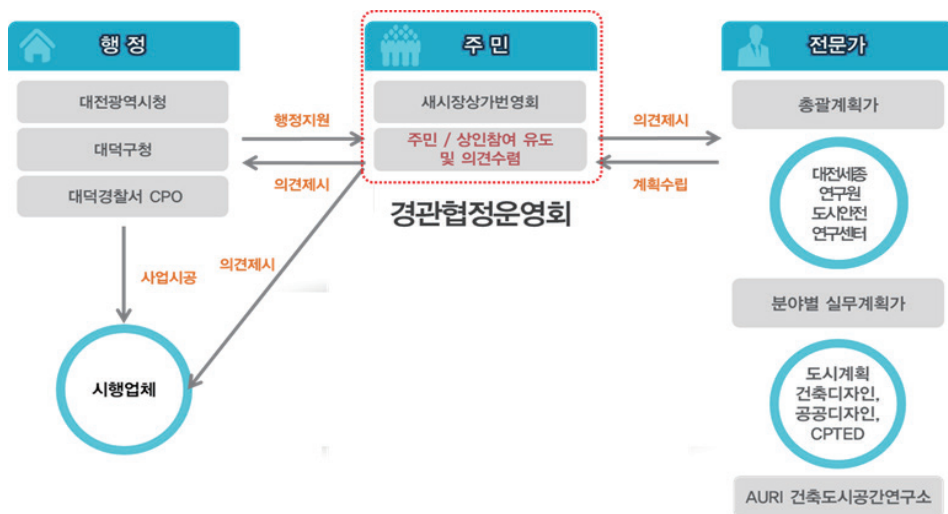 행정
대전광역시청
대덕구청
대덕경찰서 CPO
행정지원
의견제시
주민
새시장상가번영회
주민 / 상인참여 유도
및 의견수렴
경관협정운영회
의견제시
계획수립
사업시공
의견제시
시행업체
전문가
총괄계획가
대전세종
연구원
도시안전
연구센터
분야별 실무계획가
도시계획
건축디자인,
공공디자인,
CPTED
AURI 건축도시공간연구소